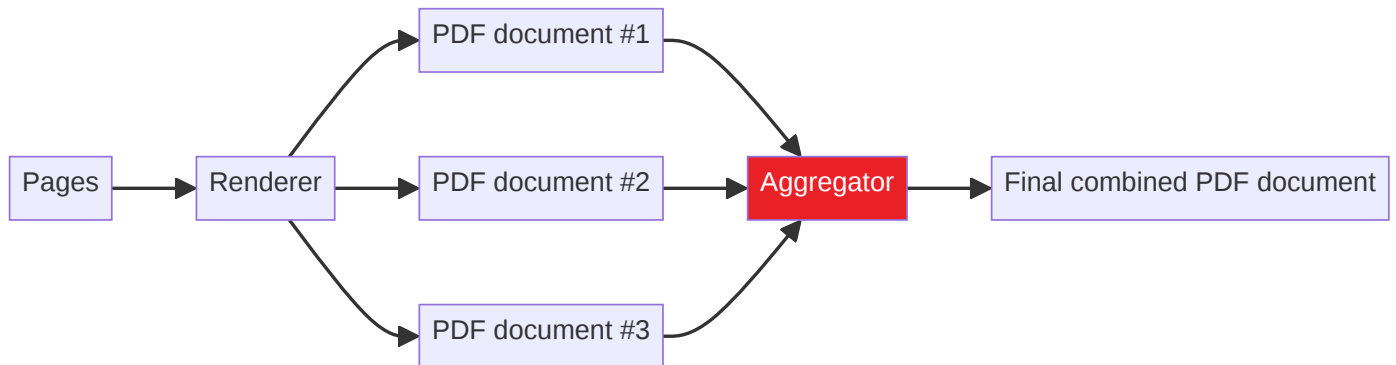 PDF document #1
Pages
Renderer
PDF document #2
Aggregator
Final combined PDF document
PDF document #3